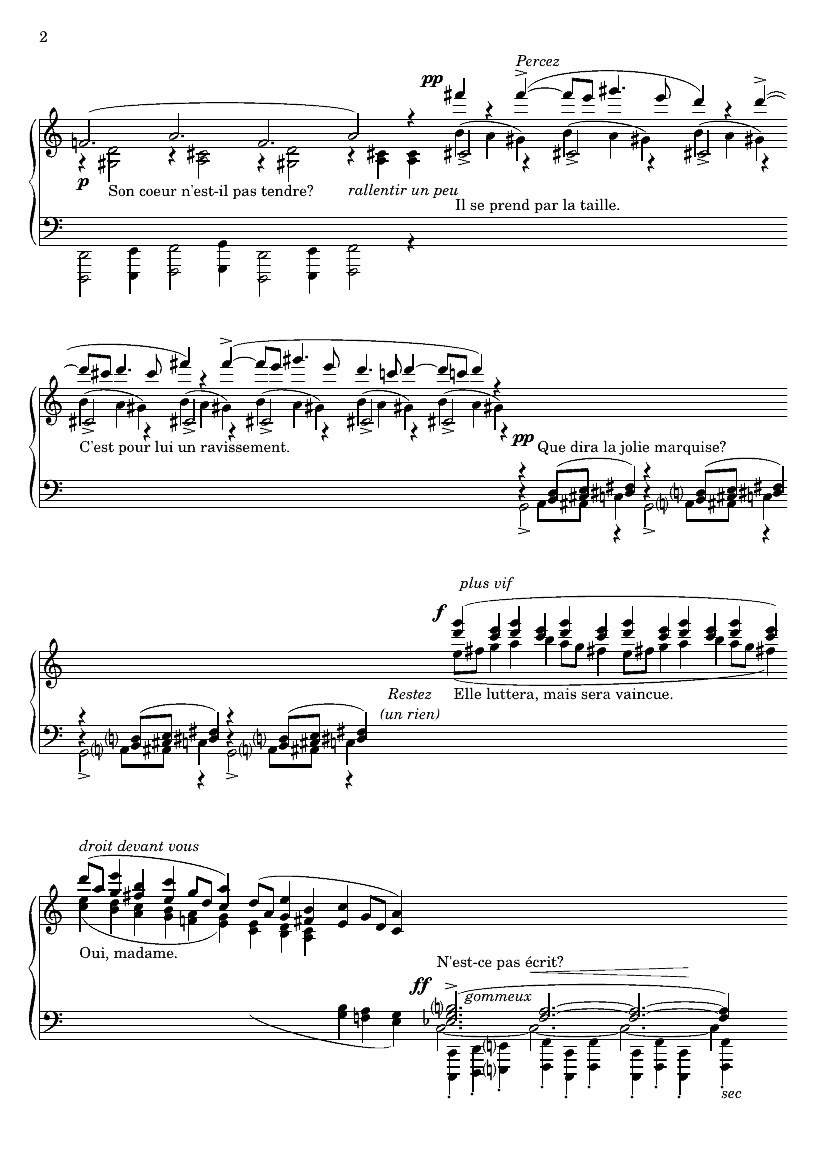 2
Percez
pp
p
Son coeur n'est-il pas tendre?
rallentir un peu
Il se prend par la taille.
C'est pour lui un ravissement.
pp
Que dira la jolie marquise?
plus vif
f
Restez
(un rien)
Elle luttera, mais sera vaincue.
droit devant vous
Oui, madame.
N'est-ce pas écrit?
ff
gommeux
sec